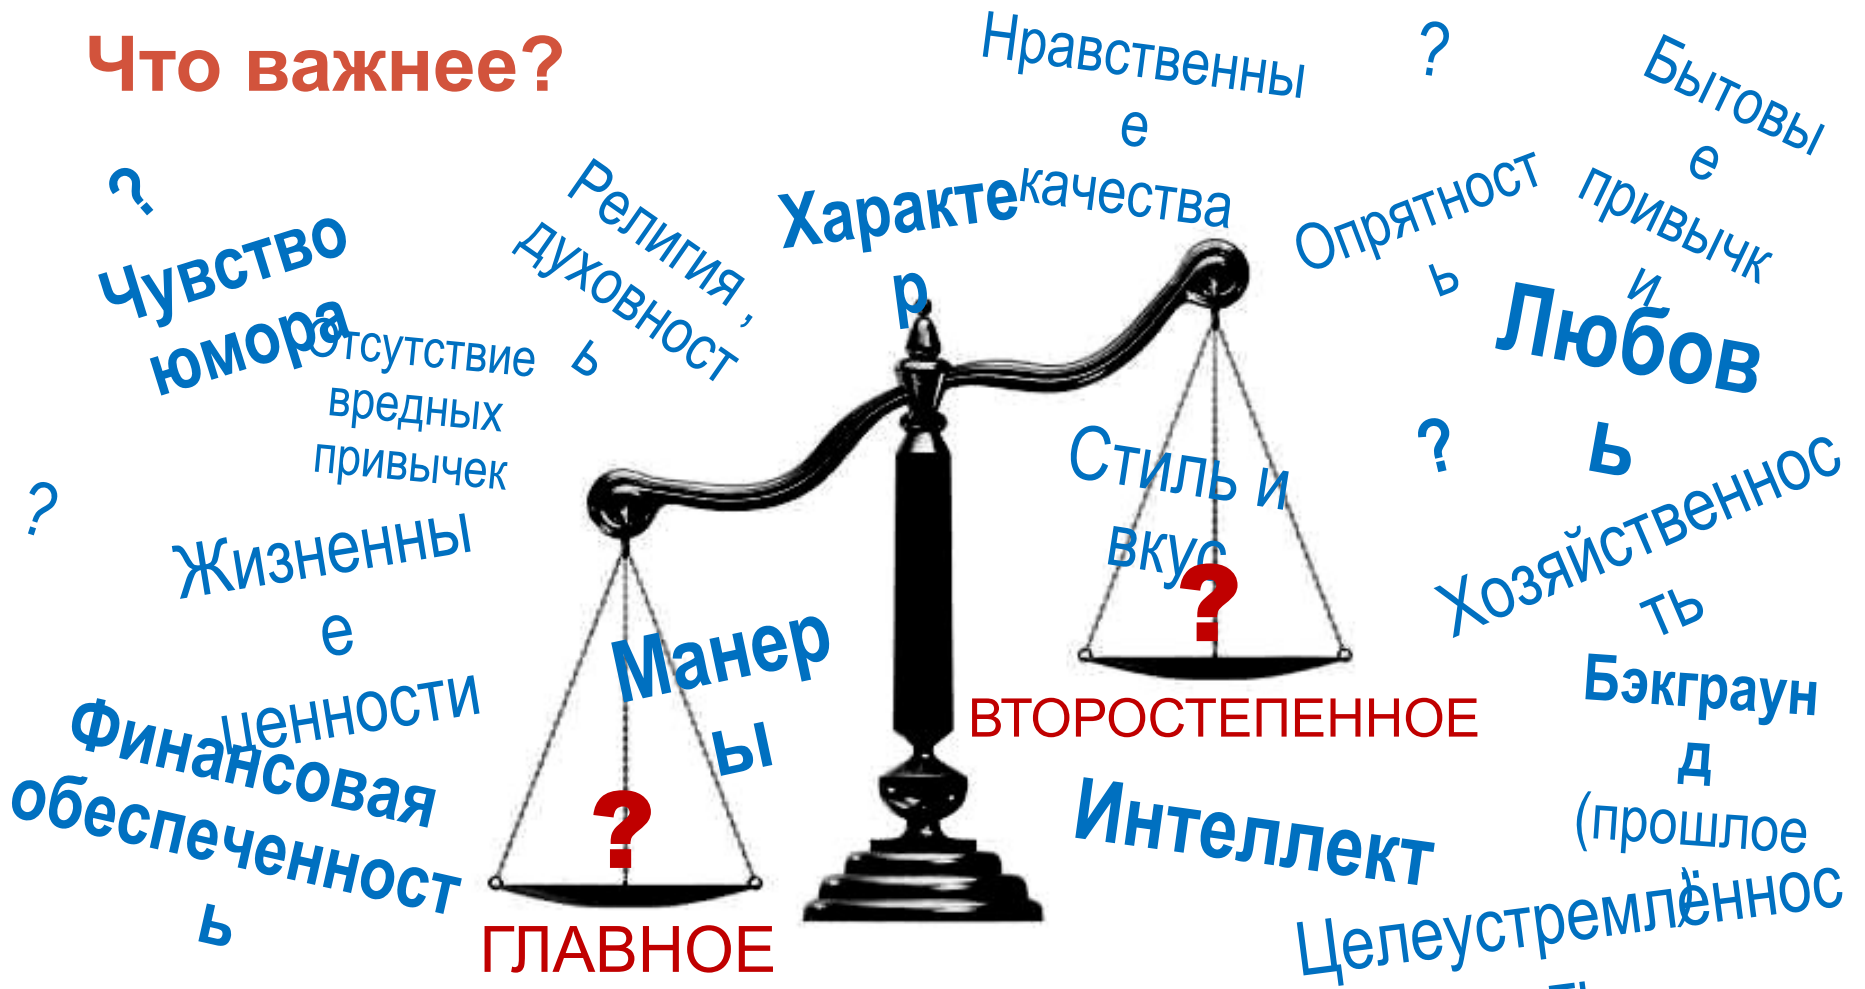 Что важнее?
?
Чувство
юмора
Отсутствие
вредных
привычек
Религия ,
духовност
ь
Характе
р
Нравственны
е
качества
?
Бытовы
е
привычк
и
Опрятност
ь
Любов
ь
?
Стиль и
вкус
?
Хозяйственнос
ть
?
Жизненны
е
ценности
Манер
ы
?
ВТОРОСТЕПЕННОЕ
Бэкграун
д
(прошлое
)
Финансовая
обеспеченност
ь
ГЛАВНОЕ
Интеллект
Целеустремлённос
ть
?